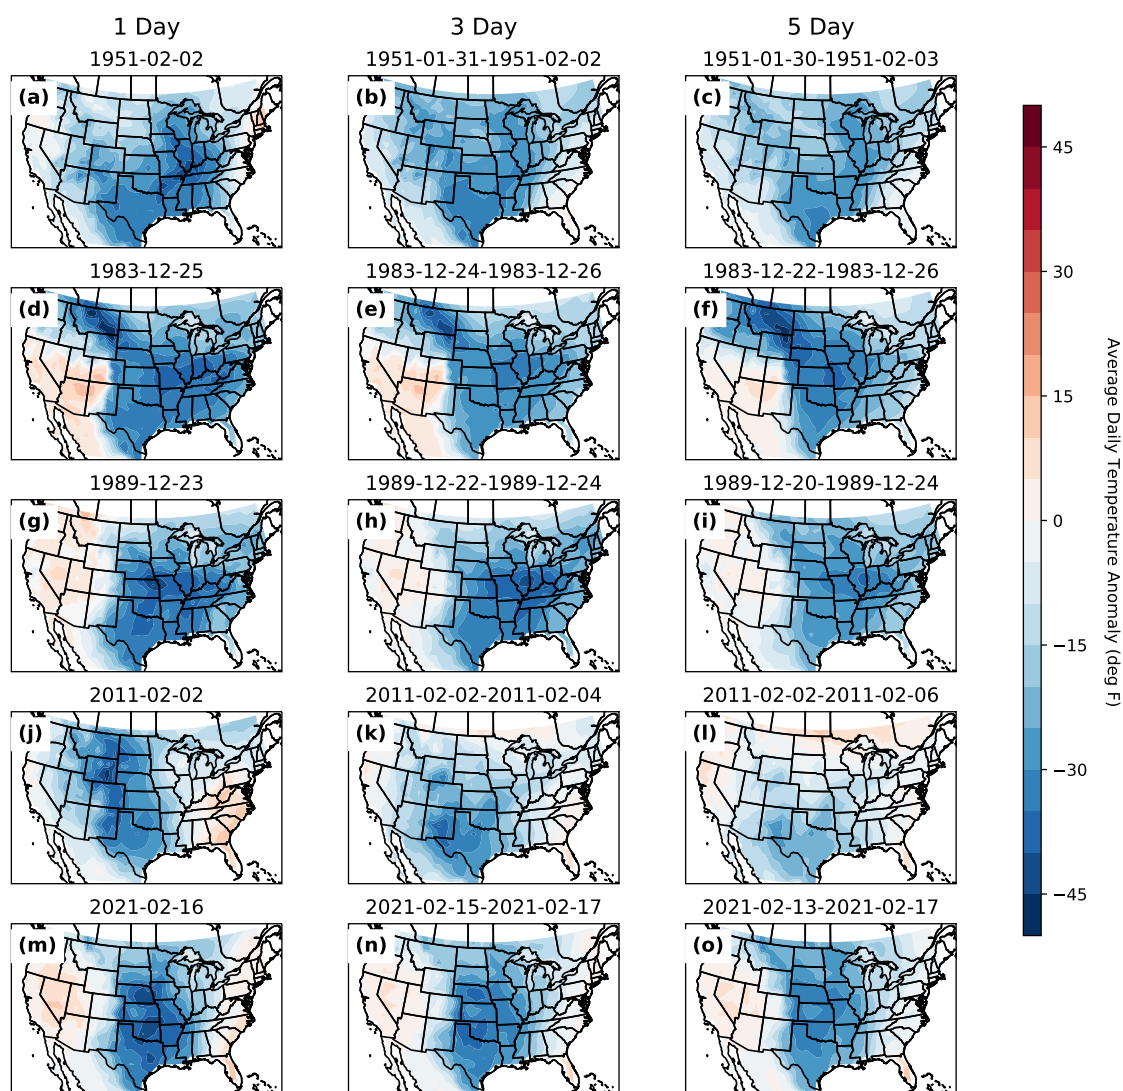 1 Day 3 Day 5 Day
1951-02-02 1951-01-31-1951-02-02 1951-01-30-1951-02-03
(a) (b) (c)
1983-12-25 1983-12-24-1983-12-26 1983-12-22-1983-12-26
(d) (e) (f)
1989-12-23 1989-12-22-1989-12-24 1989-12-20-1989-12-24
(g) (h) (i)
2011-02-02 2011-02-02-2011-02-04 2011-02-02-2011-02-06
(j) (k) (l)
2021-02-16 2021-02-15-2021-02-17 2021-02-13-2021-02-17
(m) (n) (o)
45
30
15
0
−15
−30
−45
Average Daily Temperature Anomaly (deg F)